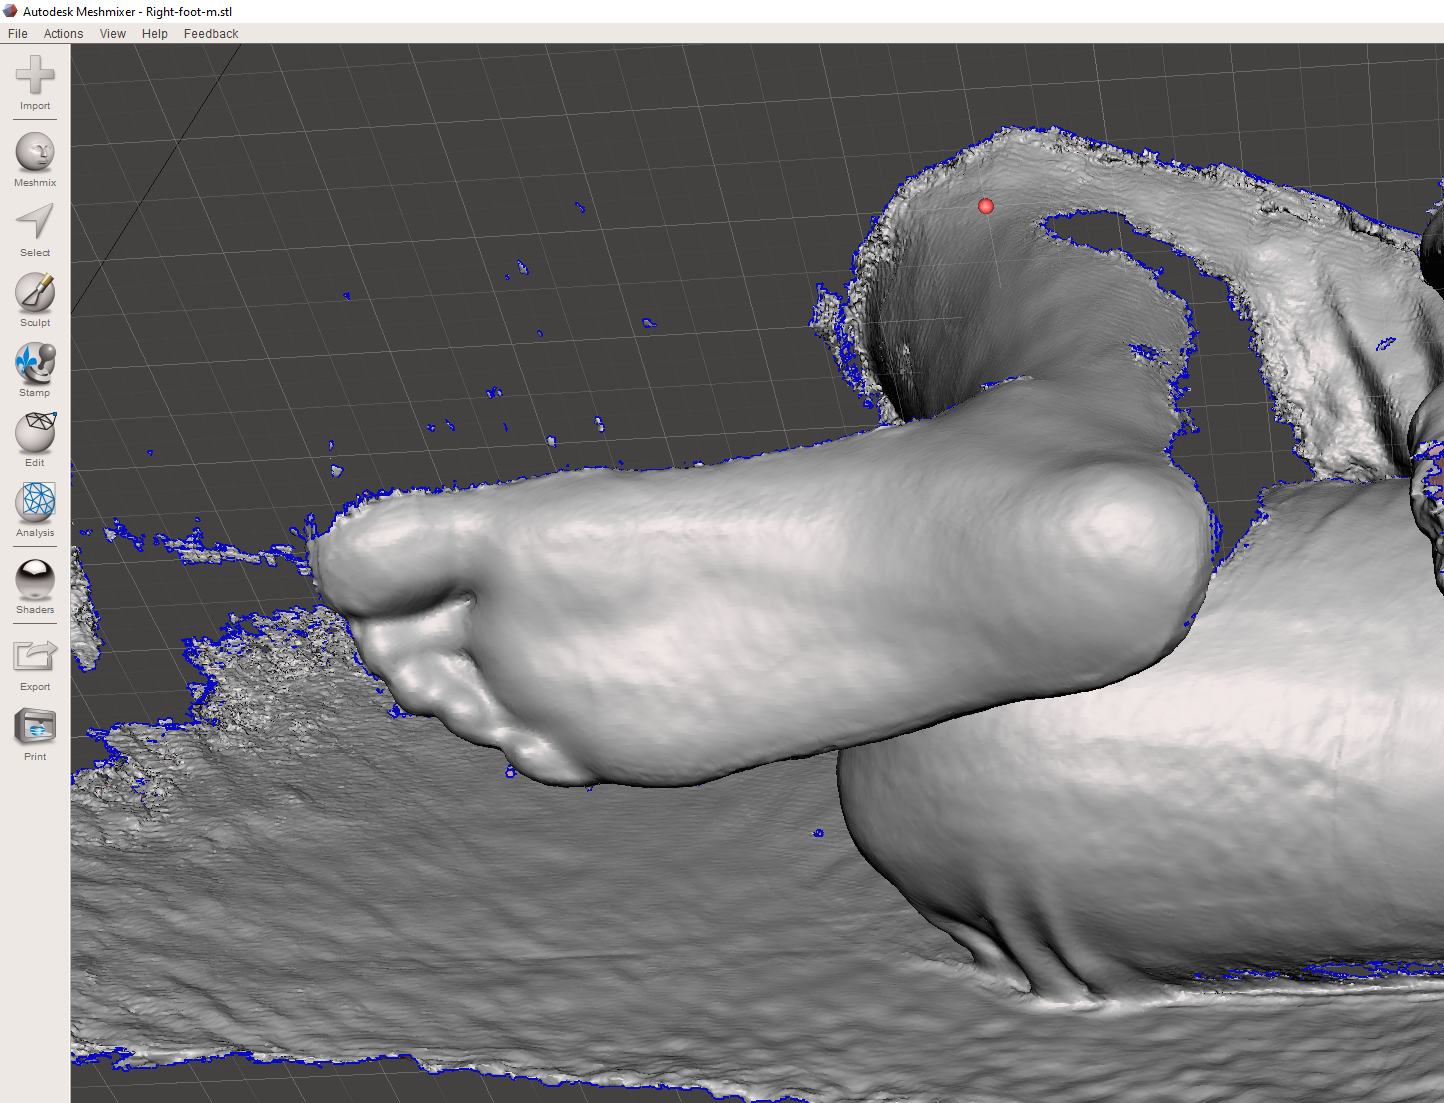 Autodesk Meshmixer - Right-foot-m.stl
File Actions View Help Feedback
Import
Meshmix
Select
Sculpt
Stamp
Edit
Analysis
Shaders
Export
Print